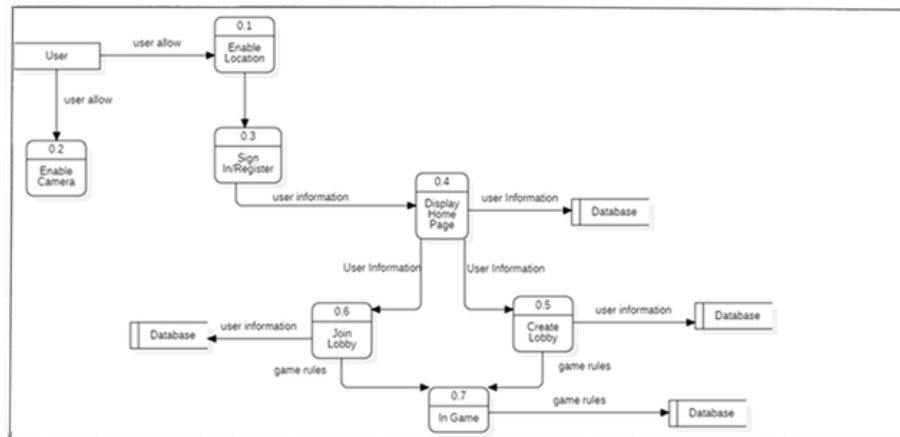 0.1
Enable
Location
user allow
User
user allow
0.2
Enable
Camera
0.3
Sign
In/Register
user information
0.4
Display
Home
Page
user Information
Database
User Information
User Information
0.6
Join
Lobby
user information
Database
0.5
Create
Lobby
user information
Database
game rules
game rules
0.7
In Game
game rules
Database